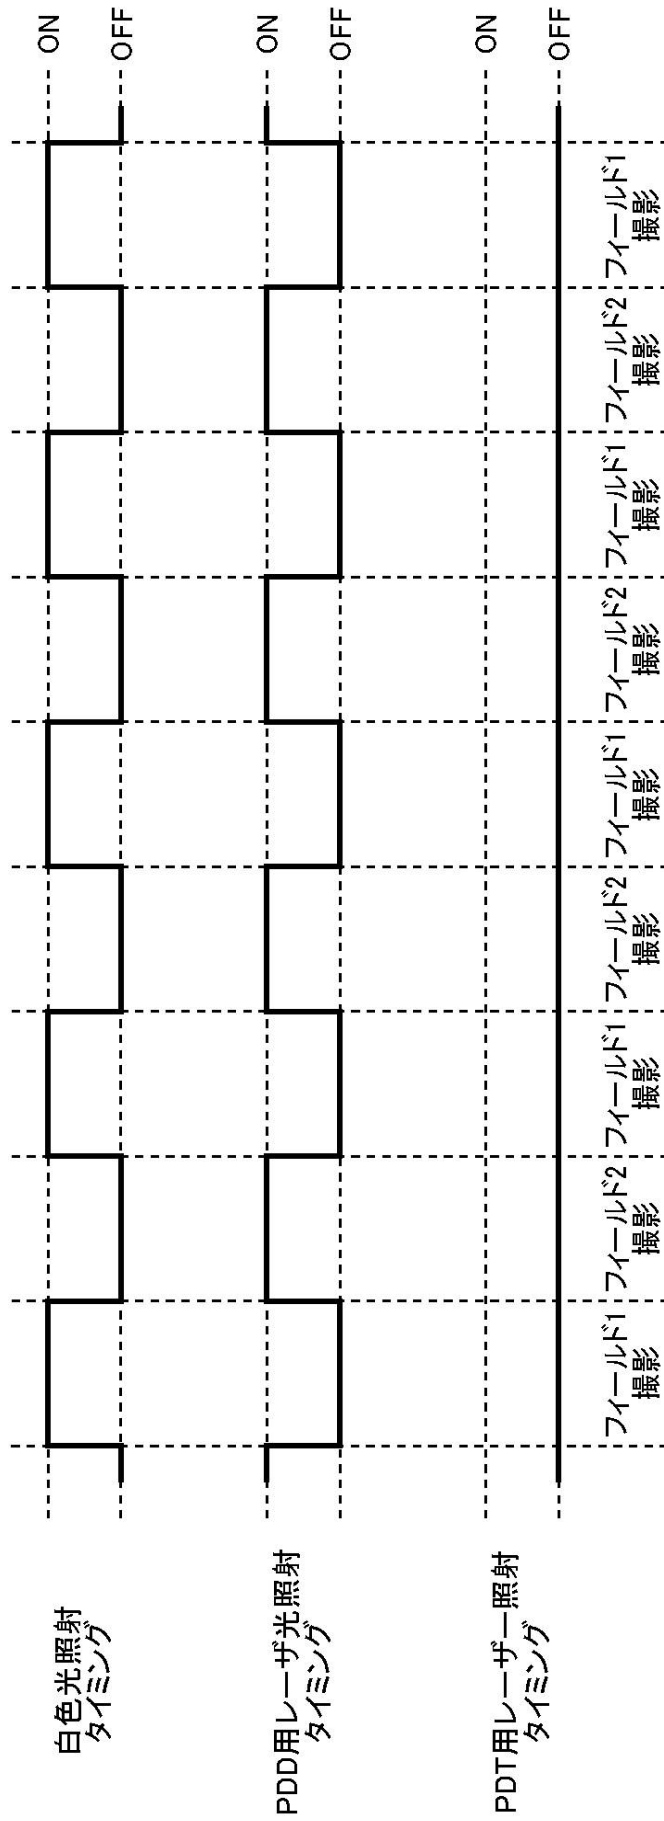 白色光照射
タイミング
ON
OFF
PDD用レーザ光照射
タイミング
ON
OFF
PDT用レーザー照射
タイミング
ON
OFF
フィールド1
撮影
フィールド2
撮影
フィールド1
撮影
フィールド2
撮影
フィールド1
撮影
フィールド2
撮影
フィールド1
撮影
フィールド2
撮影
フィールド1
撮影